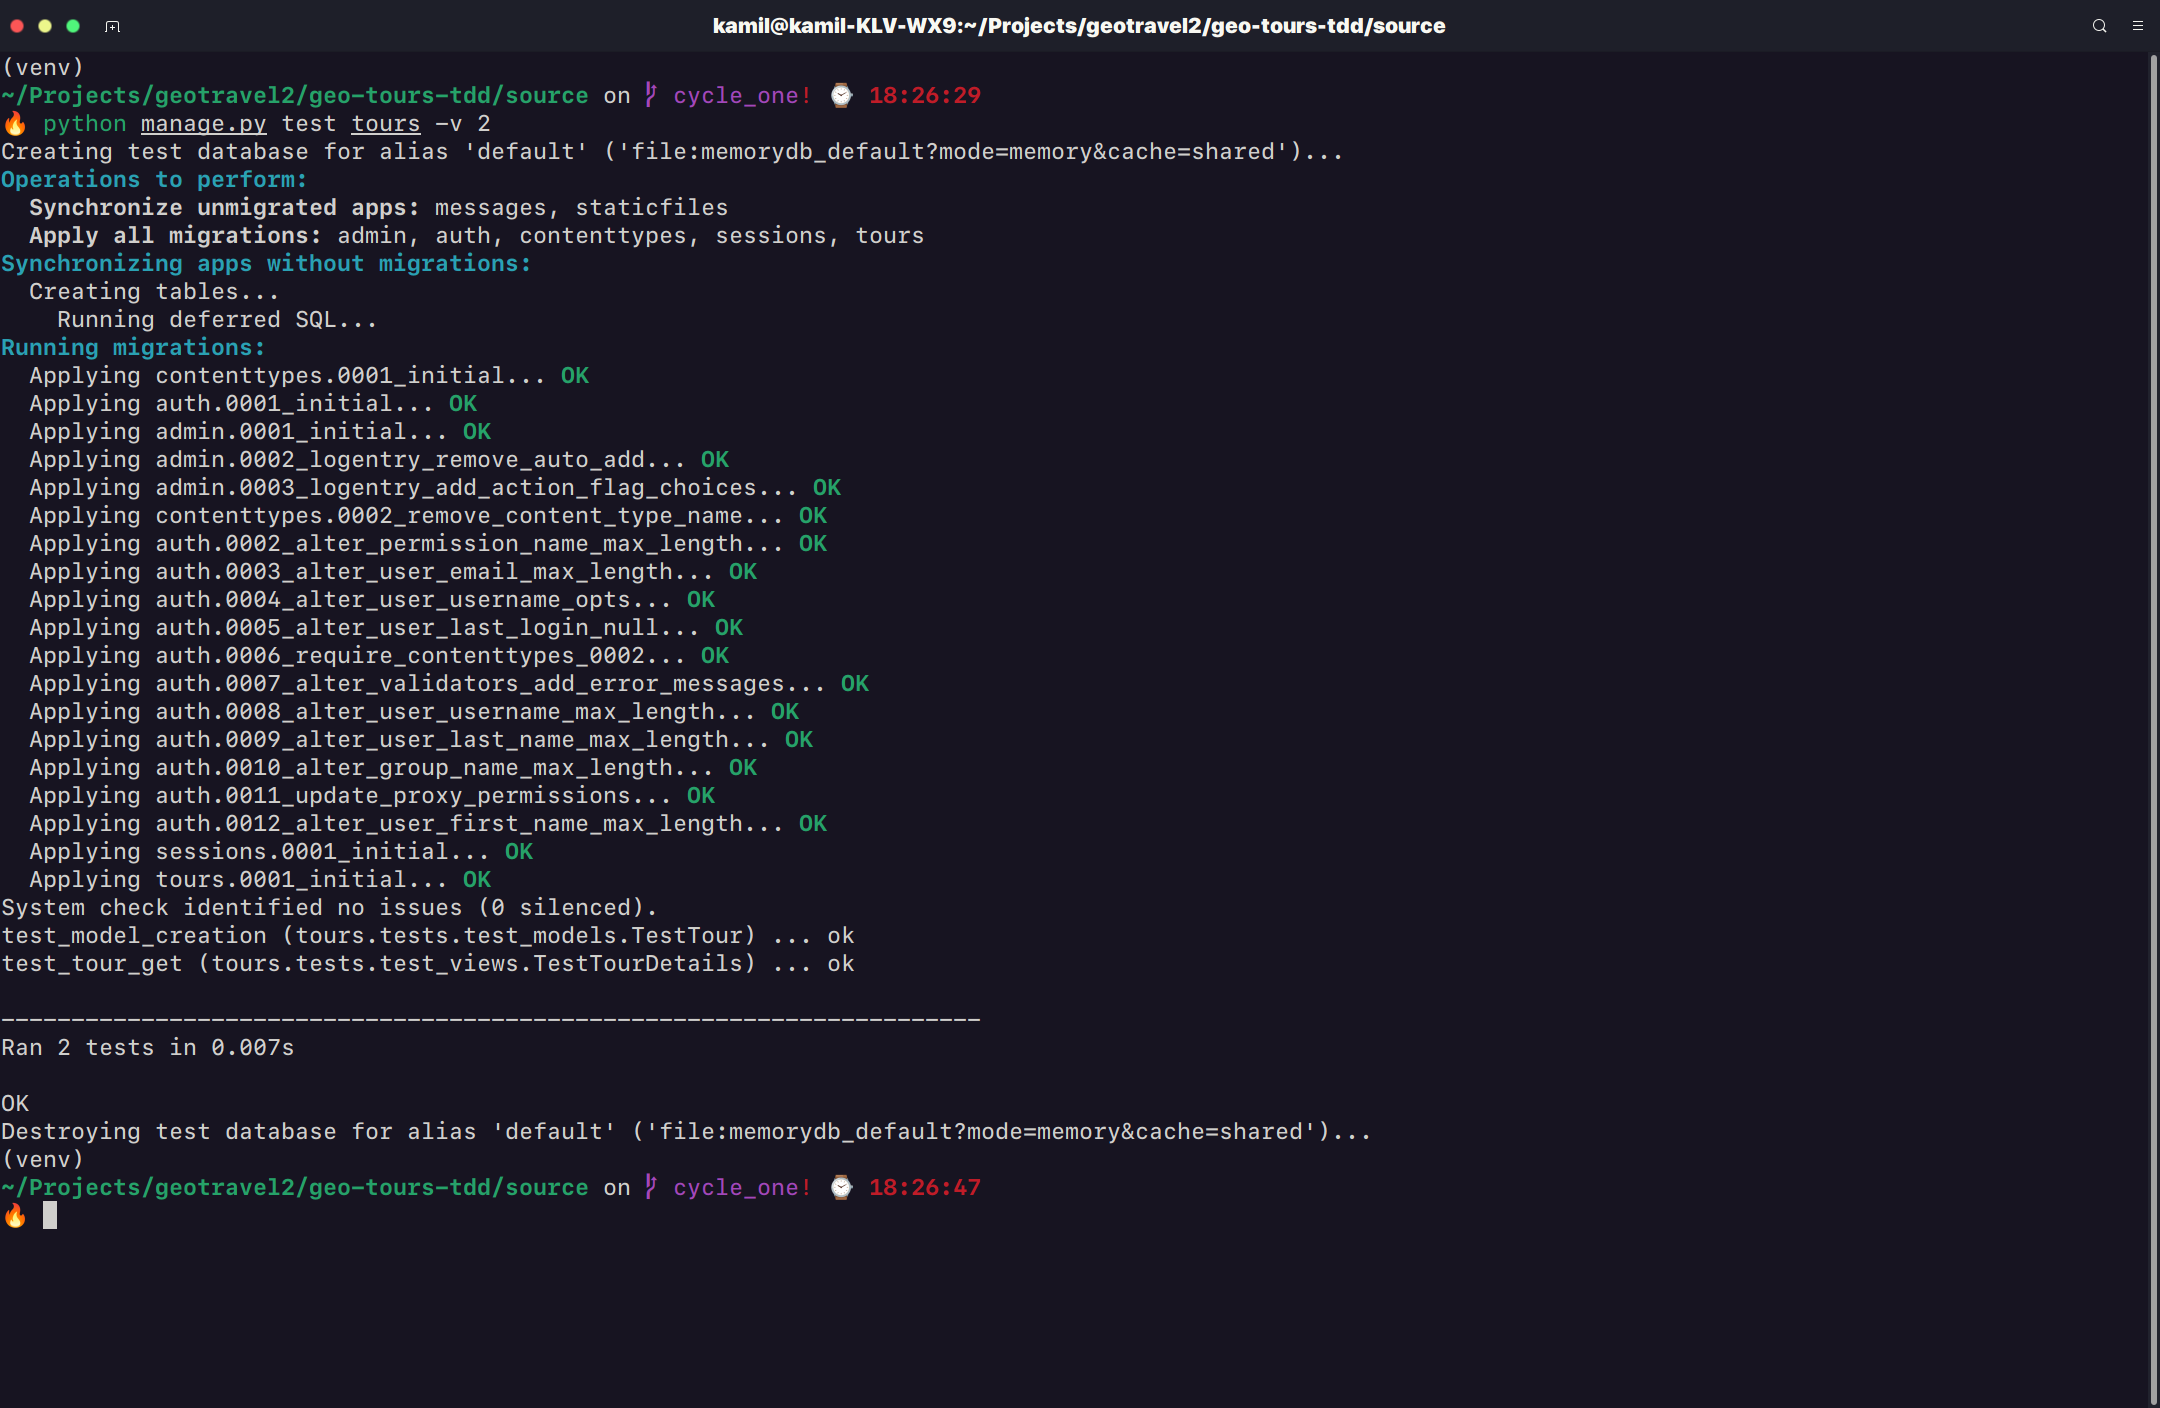 kamil@kamil-KLV-WX9:~/Projects/geotravel2/geo-tours-tdd/source
(venv)
~/Projects/geotravel2/geo-tours-tdd/source on cycle_one! ⌚ 18:26:29
🔥 python manage.py test tours -v 2
Creating test database for alias 'default' ('file:memorydb_default?mode=memory&cache=shared')...
Operations to perform:
  Synchronize unmigrated apps: messages, staticfiles
  Apply all migrations: admin, auth, contenttypes, sessions, tours
Synchronizing apps without migrations:
  Creating tables...
    Running deferred SQL...
Running migrations:
  Applying contenttypes.0001_initial... OK
  Applying auth.0001_initial... OK
  Applying admin.0001_initial... OK
  Applying admin.0002_logentry_remove_auto_add... OK
  Applying admin.0003_logentry_add_action_flag_choices... OK
  Applying contenttypes.0002_remove_content_type_name... OK
  Applying auth.0002_alter_permission_name_max_length... OK
  Applying auth.0003_alter_user_email_max_length... OK
  Applying auth.0004_alter_user_username_opts... OK
  Applying auth.0005_alter_user_last_login_null... OK
  Applying auth.0006_require_contenttypes_0002... OK
  Applying auth.0007_alter_validators_add_error_messages... OK
  Applying auth.0008_alter_user_username_max_length... OK
  Applying auth.0009_alter_user_last_name_max_length... OK
  Applying auth.0010_alter_group_name_max_length... OK
  Applying auth.0011_update_proxy_permissions... OK
  Applying auth.0012_alter_user_first_name_max_length... OK
  Applying sessions.0001_initial... OK
  Applying tours.0001_initial... OK
System check identified no issues (0 silenced).
test_model_creation (tours.tests.test_models.TestTour) ... ok
test_tour_get (tours.tests.test_views.TestTourDetails) ... ok
----------------------------------------------------------------------
Ran 2 tests in 0.007s
OK
Destroying test database for alias 'default' ('file:memorydb_default?mode=memory&cache=shared')...
(venv)
~/Projects/geotravel2/geo-tours-tdd/source on cycle_one! ⌚ 18:26:47
🔥